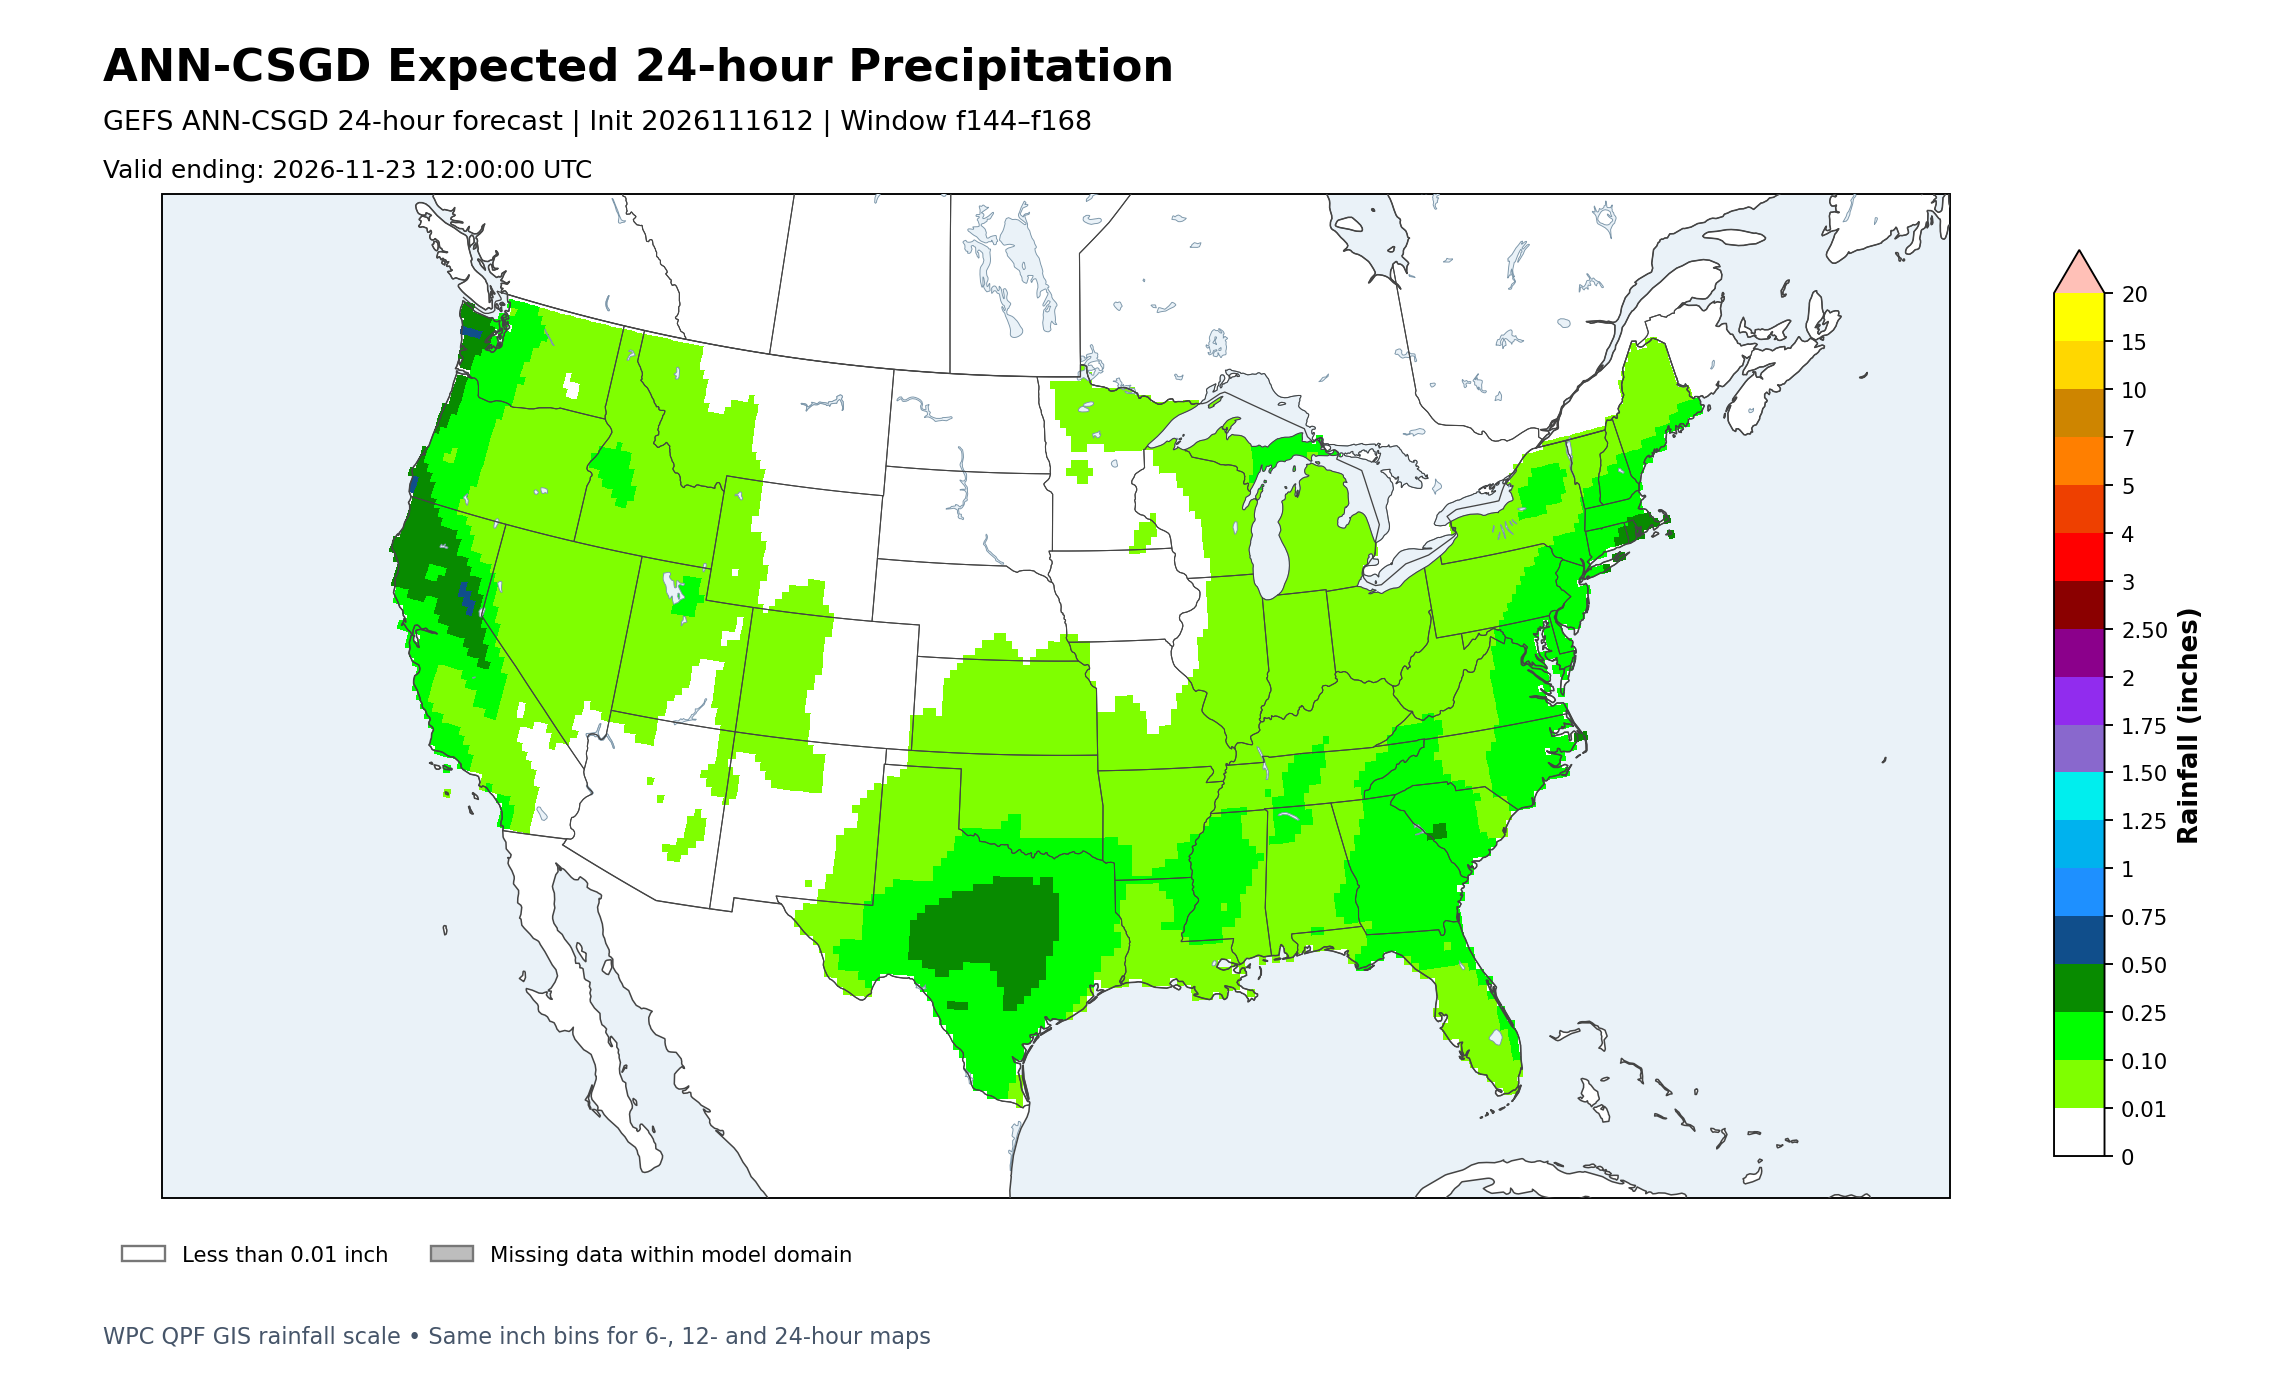 ANN-CSGD Expected 24-hour Precipitation
GEFS ANN-CSGD 24-hour forecast | Init 2026111612 | Window f144–f168
Valid ending: 2026-11-23 12:00:00 UTC
20
15
10
7
5
4
3
2.50
2
1.75
1.50
1.25
1
0.75
0.50
0.25
0.10
0.01
0
Rainfall (inches)
Less than 0.01 inch
Missing data within model domain
WPC QPF GIS rainfall scale • Same inch bins for 6-, 12- and 24-hour maps